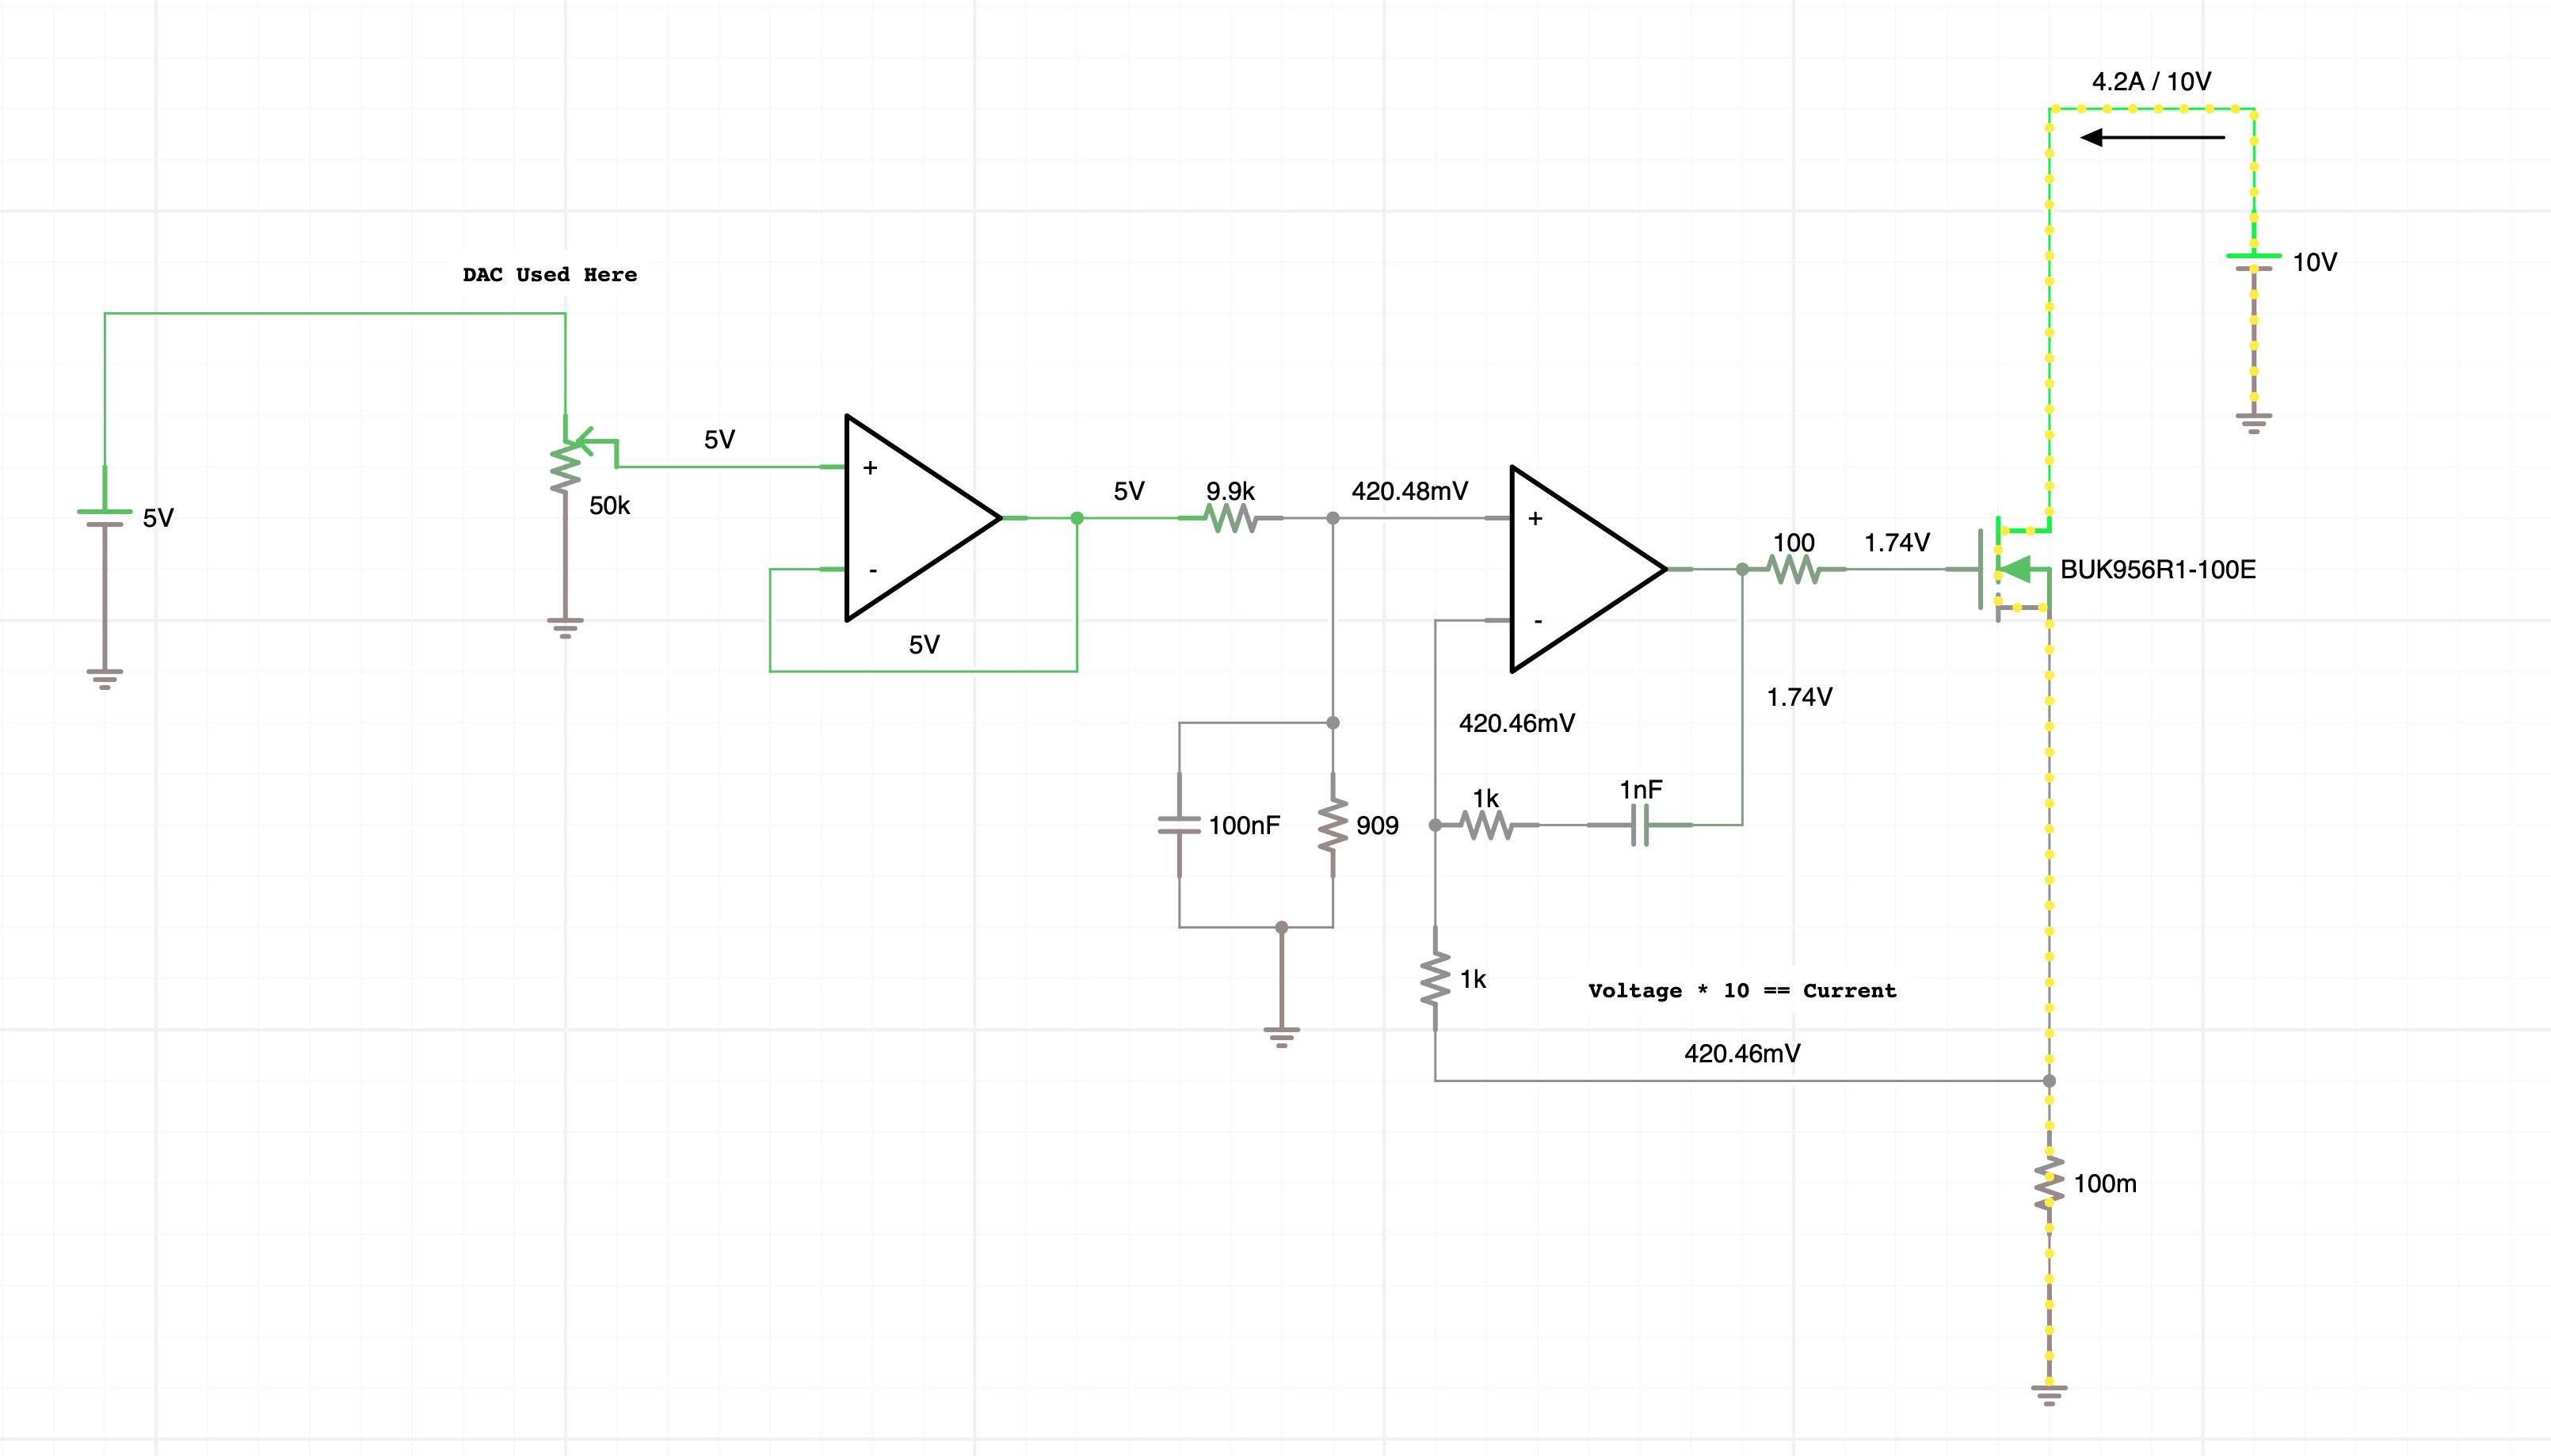 4.2A / 10V
10V
DAC Used Here
5V
50k
5V
+
-
5V
5V
9.9k
420.48mV
+
-
100
1.74V
BUK956R1-100E
1.74V
420.46mV
1k
1nF
100nF
909
1k
Voltage * 10 == Current
420.46mV
100m